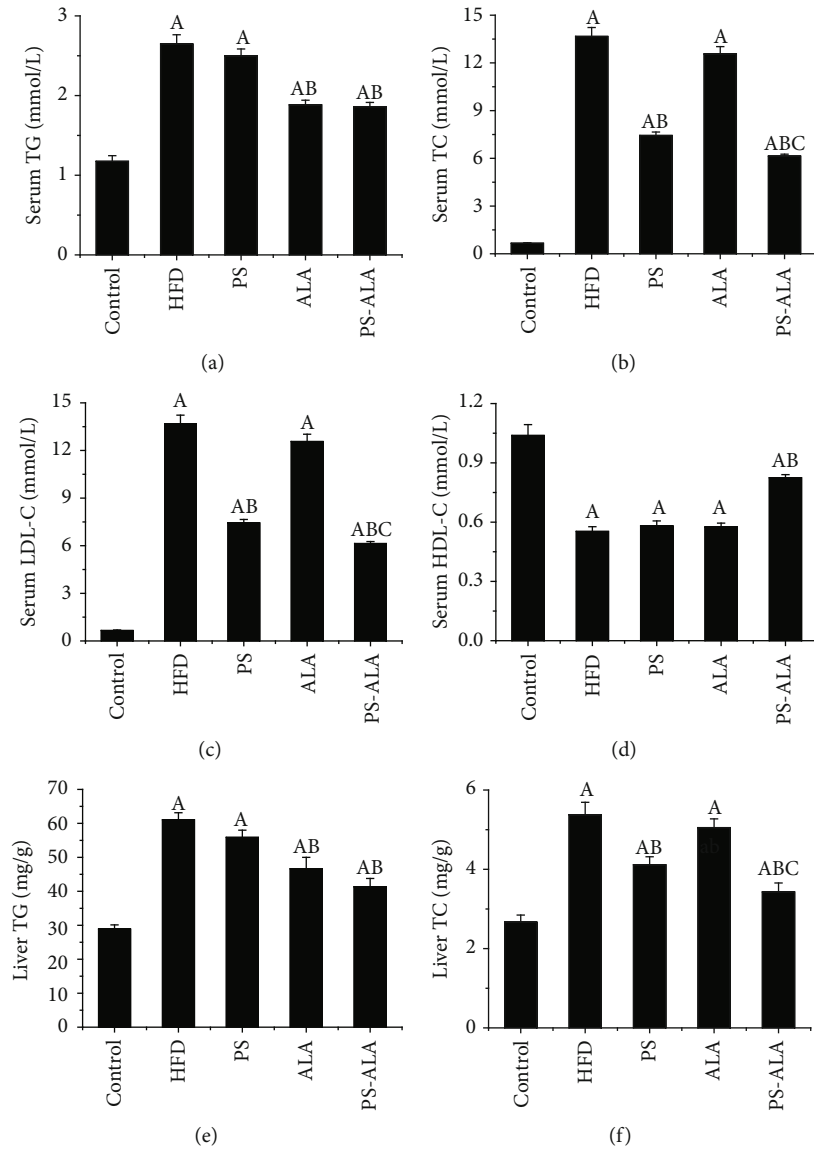 Serum TG (mmol/L)
3
2
1
0
A
A
AB
AB
Control
HFD
PS
ALA
PS-ALA
(a)
Serum TC (mmol/L)
15
12
9
6
3
0
A
AB
A
ABC
Control
HFD
PS
ALA
PS-ALA
(b)
Serum LDL-C (mmol/L)
15
12
9
6
3
0
A
AB
A
ABC
Control
HFD
PS
ALA
PS-ALA
(c)
Serum HDL-C (mmol/L)
1.2
0.9
0.6
0.3
0.0
A
A
A
AB
Control
HFD
PS
ALA
PS-ALA
(d)
Liver TG (mg/g)
70
60
50
40
30
20
10
0
A
A
AB
AB
Control
HFD
PS
ALA
PS-ALA
(e)
Liver TC (mg/g)
6
4
2
0
A
AB
A
ab
ABC
Control
HFD
PS
ALA
PS-ALA
(f)